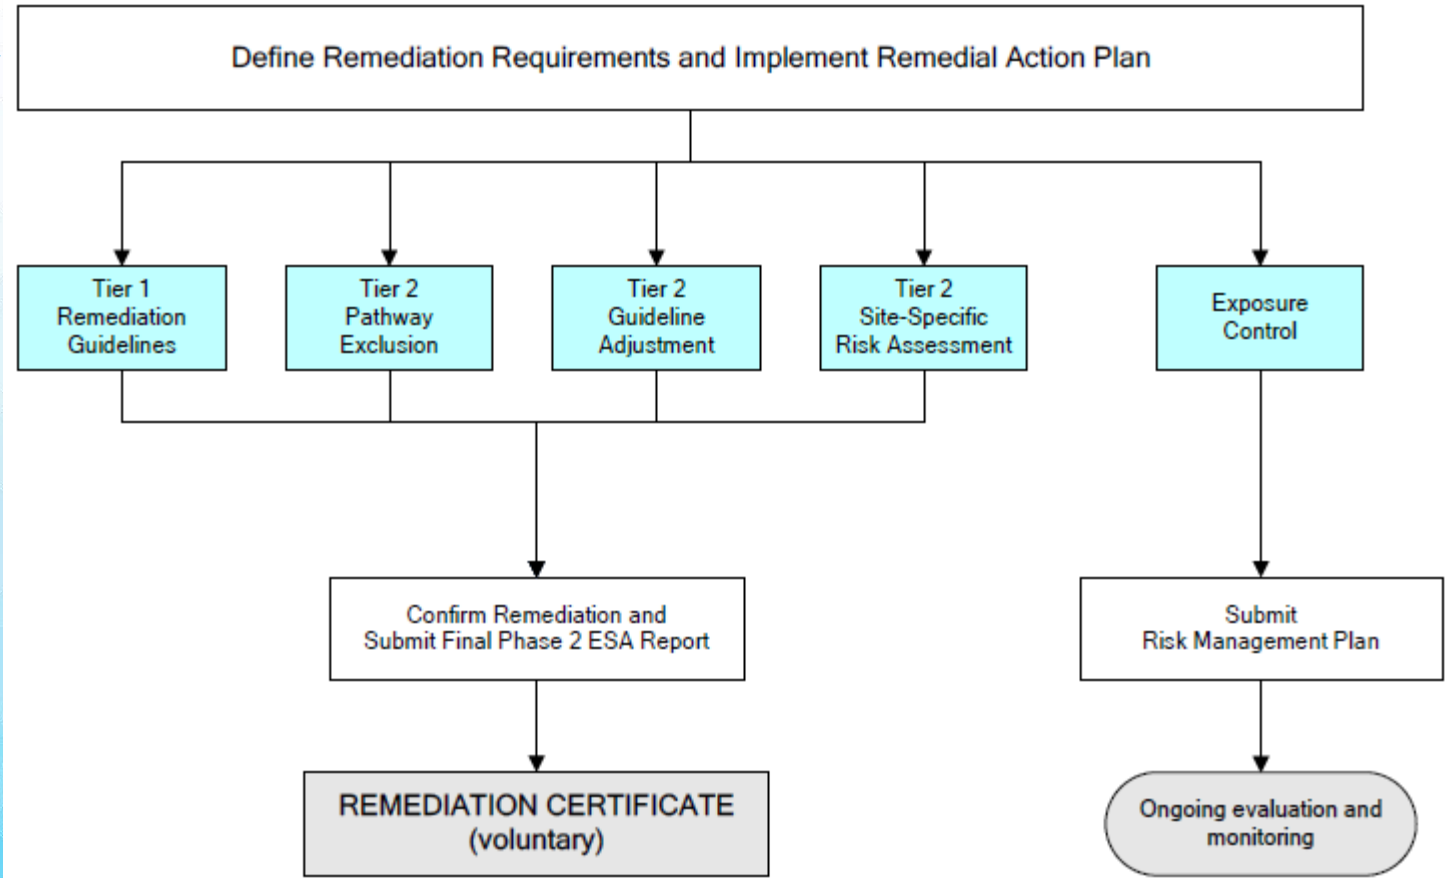 Define Remediation Requirements and Implement Remedial Action Plan
Tier 1
Remediation
Guidelines
Tier 2
Pathway
Exclusion
Tier 2
Guideline
Adjustment
Tier 2
Site-Specific
Risk Assessment
Exposure
Control
Confirm Remediation and
Submit Final Phase 2 ESA Report
Submit
Risk Management Plan
REMEDIATION CERTIFICATE
(voluntary)
Ongoing evaluation and
monitoring